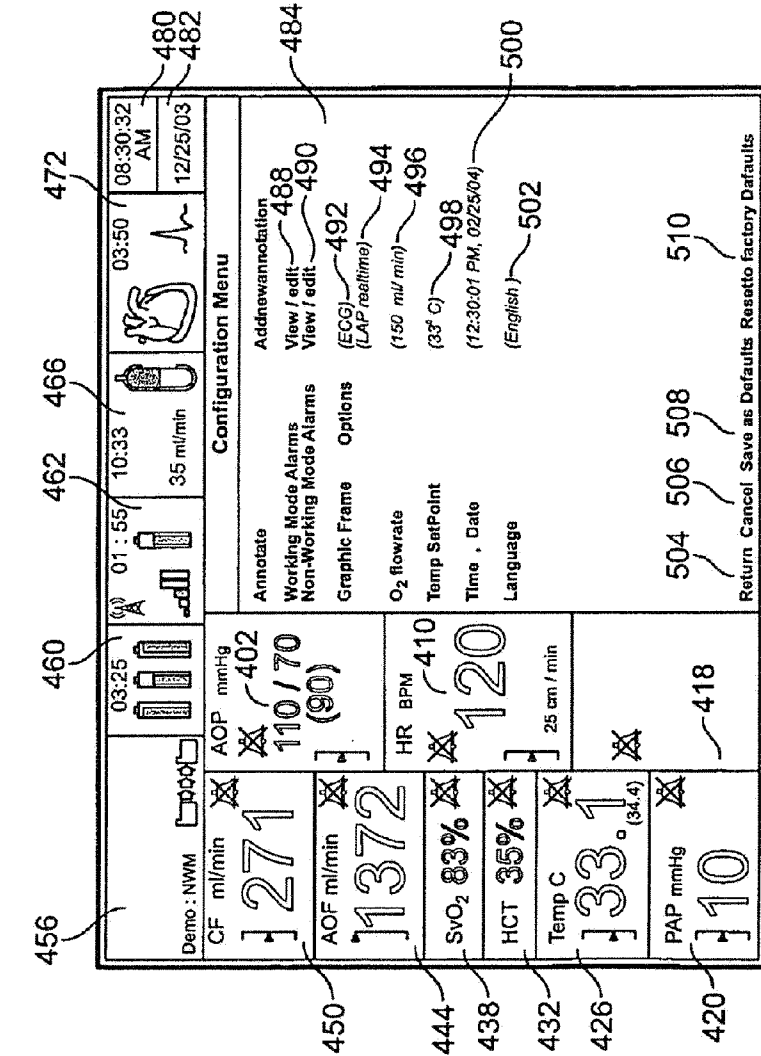 456
460
462
466
472
480
482
484
Demo : NWM
03:25
01 : 55
10:33
35 ml/min
03:50
08:30:32
AM
12/25/03
CF ml/min
271
450
AOF ml/min
1372
444
SvO₂ 83%
438
HCT 35%
432
Temp C
33.1
(34.4)
426
PAP mmHg
10
420
AOP mmHg
402
110 / 70
(90)
HR BPM
410
120
25 cm / min
418
Configuration Menu
Annotate Addnewannotation
Working Mode Alarms View / edit 488
Non-Working Mode Alarms View / edit 490
Graphic Frame Options (ECG) 492
(LAP realtime) 494
O₂ flowrate (150 ml/ min) 496
Temp SetPoint (33° C) 498
Time , Date (12:30:01 PM, 02/25/04) 500
Language (English ) 502
504 506 508 510
Return Cancel Save as Defaults Resetto factory Dafaults